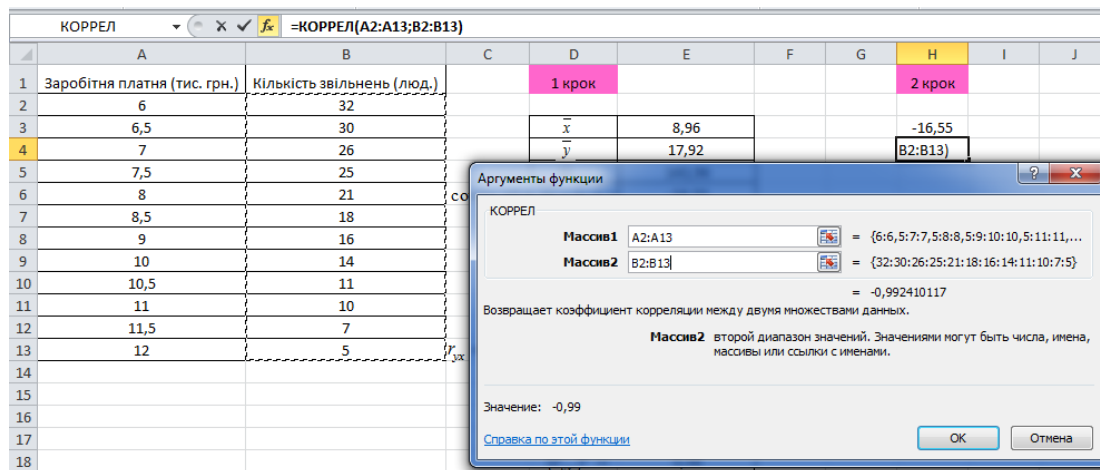 КОРРЕЛ fx =КОРРЕЛ(A2:A13;B2:B13)
A B C D E F G H I J
1 Заробітня платня (тис. грн.) Кількість звільнень (люд.) 1 крок 2 крок
2 6 32
3 6,5 30 x̅ 8,96 -16,55
4 7 26 y̅ 17,92 B2:B13)
5 7,5 25
6 8 21 co
7 8,5 18
8 9 16
9 10 14
10 10,5 11
11 11 10
12 11,5 7
13 12 5 r_yx
14
15
16
17
18
Аргументы функции ?
КОРРЕЛ
Массив1 A2:A13 = {6:6,5:7:7,5:8:8,5:9:10:10,5:11:11,...
Массив2 B2:B13 = {32:30:26:25:21:18:16:14:11:10:7:5}
= -0,992410117
Возвращает коэффициент корреляции между двумя множествами данных.
Массив2 второй диапазон значений. Значениями могут быть числа, имена,
массивы или ссылки с именами.
Значение: -0,99
Справка по этой функции ОК Отмена